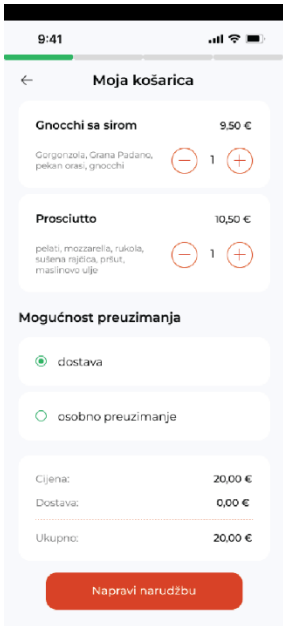 9:41
Moja košarica
Gnocchi sa sirom 9,50 €
Gorgonzola, Grana Padano,
pekan orasi, gnocchi
1
Prosciutto 10,50 €
pelati, mozzarella, rukola,
sušena rajčica, pršut,
maslinovo ulje
1
Mogućnost preuzimanja
dostava
osobno preuzimanje
Cijena: 20,00 €
Dostava: 0,00 €
Ukupno: 20,00 €
Napravi narudžbu